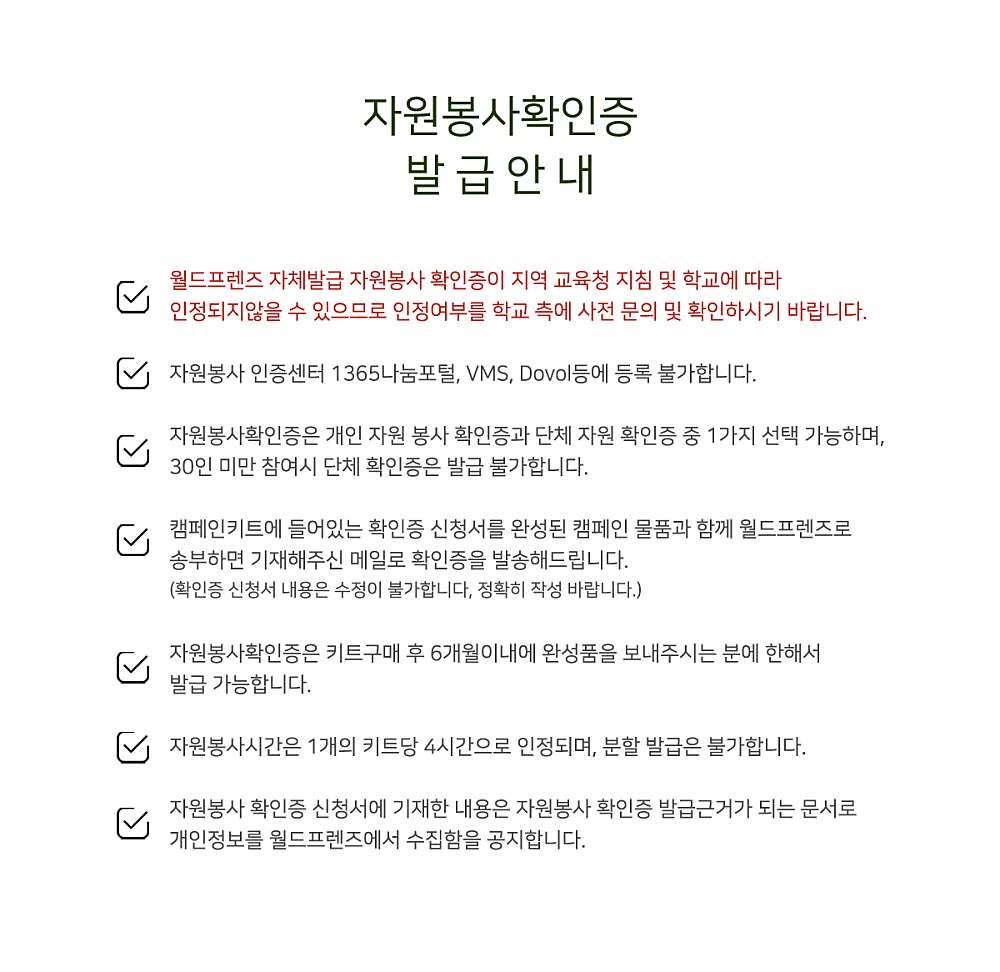 자원봉사확인증
발 급 안 내
월드프렌즈 자체발급 자원봉사 확인증이 지역 교육청 지침 및 학교에 따라
인정되지않을 수 있으므로 인정여부를 학교 측에 사전 문의 및 확인하시기 바랍니다.
자원봉사 인증센터 1365나눔포털, VMS, Dovol등에 등록 불가합니다.
자원봉사확인증은 개인 자원 봉사 확인증과 단체 자원 확인증 중 1가지 선택 가능하며,
30인 미만 참여시 단체 확인증은 발급 불가합니다.
캠페인키트에 들어있는 확인증 신청서를 완성된 캠페인 물품과 함께 월드프렌즈로
송부하면 기재해주신 메일로 확인증을 발송해드립니다.
(확인증 신청서 내용은 수정이 불가합니다, 정확히 작성 바랍니다.)
자원봉사확인증은 키트구매 후 6개월이내에 완성품을 보내주시는 분에 한해서
발급 가능합니다.
자원봉사시간은 1개의 키트당 4시간으로 인정되며, 분할 발급은 불가합니다.
자원봉사 확인증 신청서에 기재한 내용은 자원봉사 확인증 발급근거가 되는 문서로
개인정보를 월드프렌즈에서 수집함을 공지합니다.